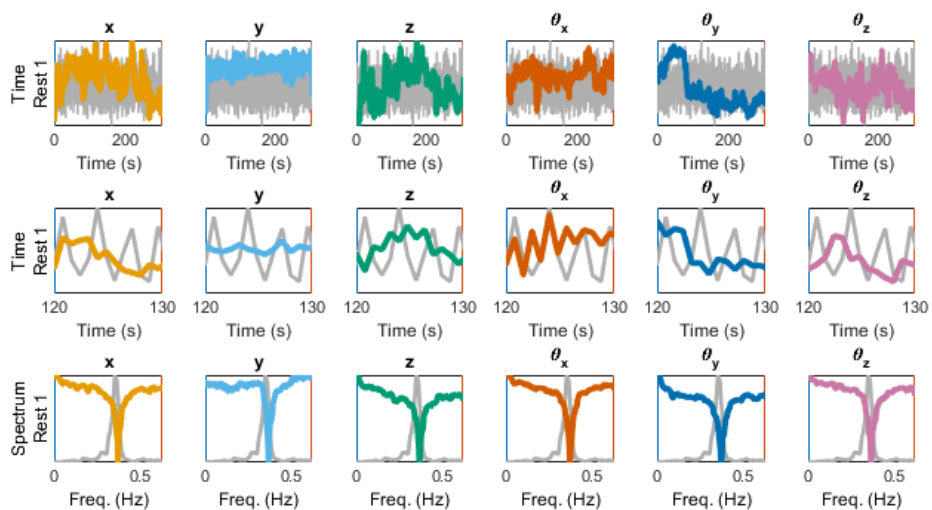 x y z θx θy θz
Time
Rest 1
0 200 0 200 0 200 0 200 0 200 0 200
Time (s) Time (s) Time (s) Time (s) Time (s) Time (s)
x y z θx θy θz
Time
Rest 1
120 130 120 130 120 130 120 130 120 130 120 130
Time (s) Time (s) Time (s) Time (s) Time (s) Time (s)
x y z θx θy θz
Spectrum
Rest 1
0 0.5 0 0.5 0 0.5 0 0.5 0 0.5 0 0.5
Freq. (Hz) Freq. (Hz) Freq. (Hz) Freq. (Hz) Freq. (Hz) Freq. (Hz)